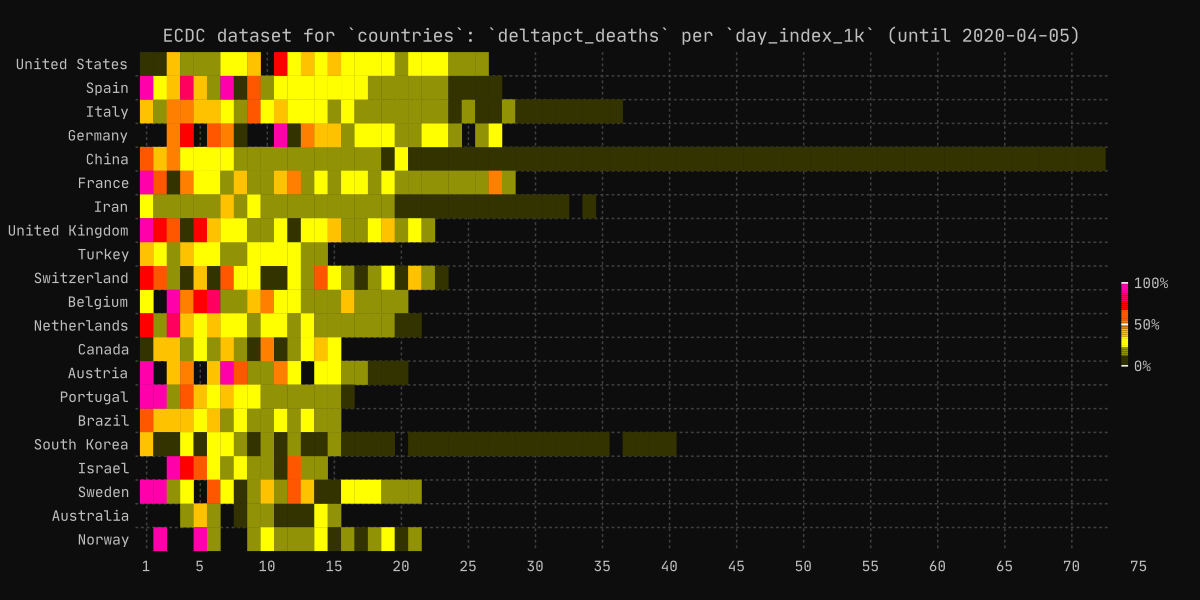 ECDC dataset for `countries`: `deltapct_deaths` per `day_index_1k` (until 2020-04-05)
United States
Spain
Italy
Germany
China
France
Iran
United Kingdom
Turkey
Switzerland
Belgium
Netherlands
Canada
Austria
Portugal
Brazil
South Korea
Israel
Sweden
Australia
Norway
100%
50%
0%
1 5 10 15 20 25 30 35 40 45 50 55 60 65 70 75